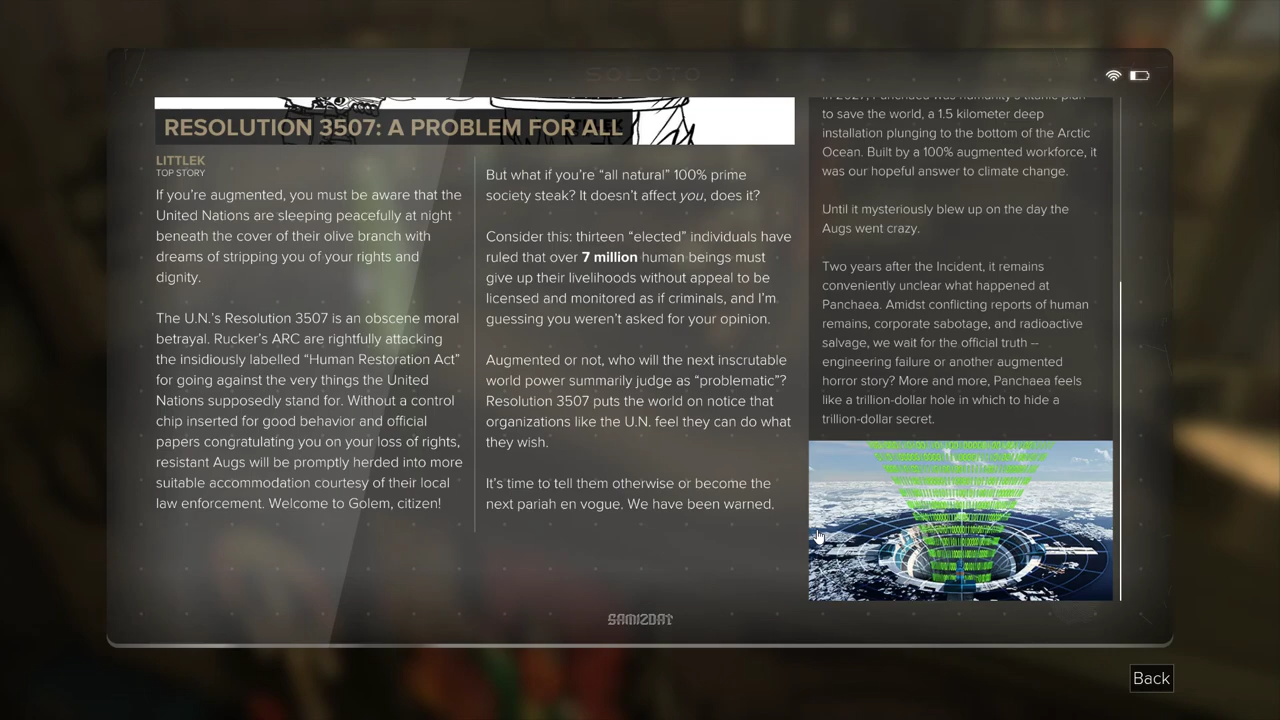 SOLOTO
RESOLUTION 3507: A PROBLEM FOR ALL
LITTLEK
TOP STORY
If you're augmented, you must be aware that the
United Nations are sleeping peacefully at night
beneath the cover of their olive branch with
dreams of stripping you of your rights and
dignity.
The U.N.'s Resolution 3507 is an obscene moral
betrayal. Rucker's ARC are rightfully attacking
the insidiously labelled “Human Restoration Act”
for going against the very things the United
Nations supposedly stand for. Without a control
chip inserted for good behavior and official
papers congratulating you on your loss of rights,
resistant Augs will be promptly herded into more
suitable accommodation courtesy of their local
law enforcement. Welcome to Golem, citizen!
But what if you're “all natural” 100% prime
society steak? It doesn't affect you, does it?
Consider this: thirteen “elected” individuals have
ruled that over 7 million human beings must
give up their livelihoods without appeal to be
licensed and monitored as if criminals, and I'm
guessing you weren't asked for your opinion.
Augmented or not, who will the next inscrutable
world power summarily judge as “problematic”?
Resolution 3507 puts the world on notice that
organizations like the U.N. feel they can do what
they wish.
It's time to tell them otherwise or become the
next pariah en vogue. We have been warned.
In 2027, Panchaea was humanity's titanic plan
to save the world, a 1.5 kilometer deep
installation plunging to the bottom of the Arctic
Ocean. Built by a 100% augmented workforce, it
was our hopeful answer to climate change.
Until it mysteriously blew up on the day the
Augs went crazy.
Two years after the Incident, it remains
conveniently unclear what happened at
Panchaea. Amidst conflicting reports of human
remains, corporate sabotage, and radioactive
salvage, we wait for the official truth --
engineering failure or another augmented
horror story? More and more, Panchaea feels
like a trillion-dollar hole in which to hide a
trillion-dollar secret.
SAMIZDAT
Back